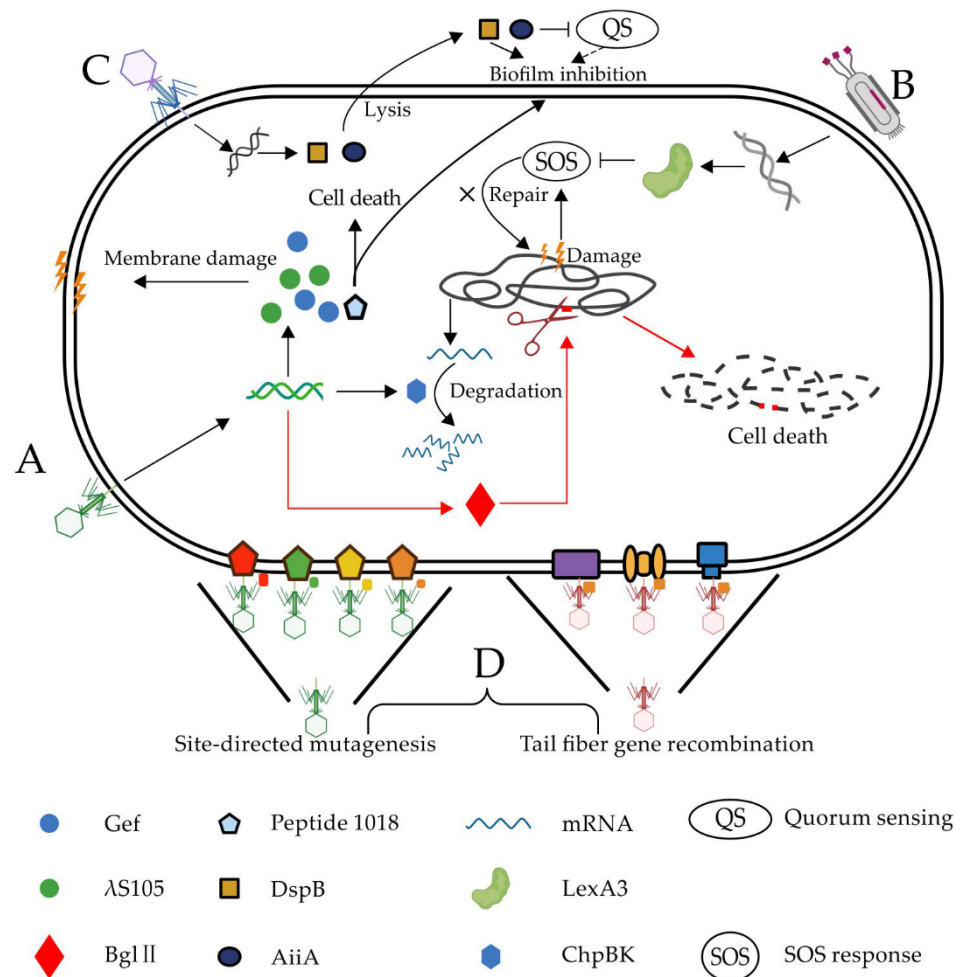 QS
C
Biofilm inhibition
B
Lysis
SOS
Cell death
× Repair
Membrane damage
Damage
Degradation
Cell death
A
D
Site-directed mutagenesis
Tail fiber gene recombination
Gef
Peptide 1018
mRNA
QS Quorum sensing
λS105
DspB
LexA3
BglⅡ
AiiA
ChpBK
SOS SOS response